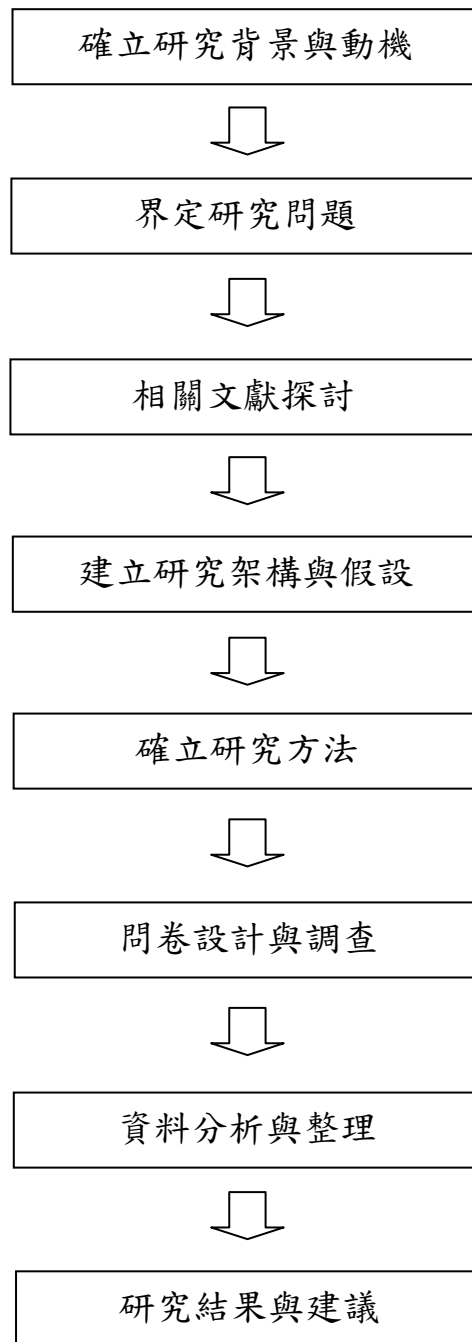 確立研究背景與動機
界定研究問題
相關文獻探討
建立研究架構與假設
確立研究方法
問卷設計與調查
資料分析與整理
研究結果與建議